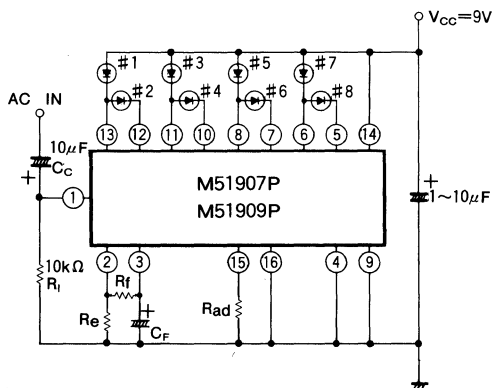 VCC=9V
#1 #3 #5 #7
#2 #4 #6 #8
AC IN
13 12 11 10 8 7 6 5 14
10μF
CC
+
+
1~10μF
M51907P
M51909P
1
10kΩ
RI
2 3 15 16 4 9
Rf
+
Re
CF
Rad